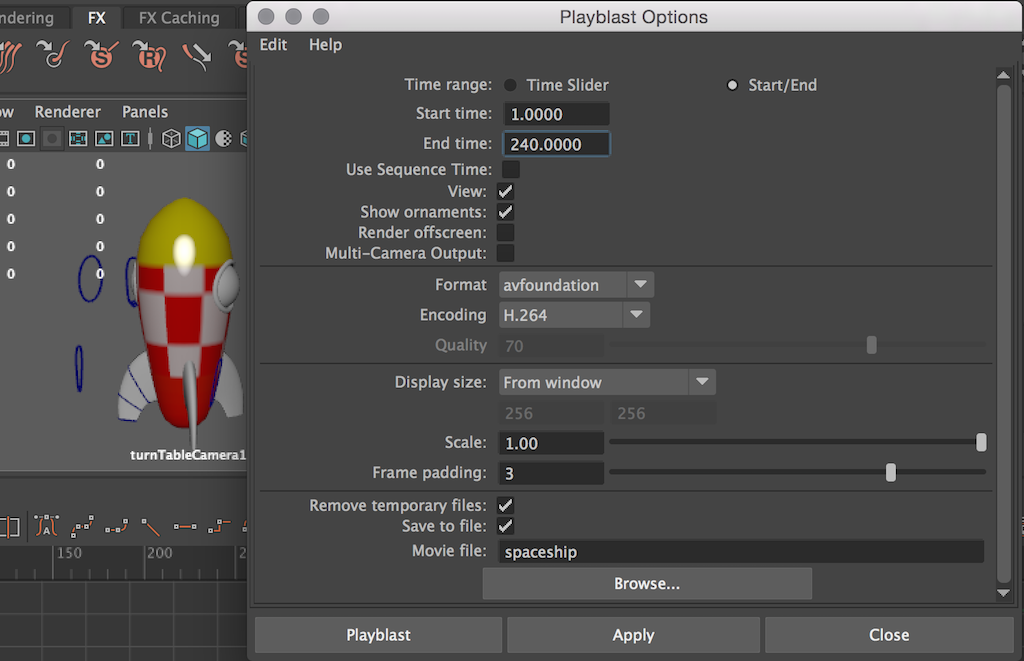 Playblast Options
ndering FX FX Caching
Edit Help
Time range: Time Slider Start/End
Start time: 1.0000
End time: 240.0000
Use Sequence Time:
View:
Show ornaments:
Render offscreen:
Multi-Camera Output:
Format avfoundation
Encoding H.264
Quality 70
Display size: From window
256 256
Scale: 1.00
Frame padding: 3
Remove temporary files:
Save to file:
Movie file: spaceship
Browse...
Playblast Apply Close
ow Renderer Panels
0 0
0 0
0 0
0 0
0 0
turnTableCamera1
150 200 2